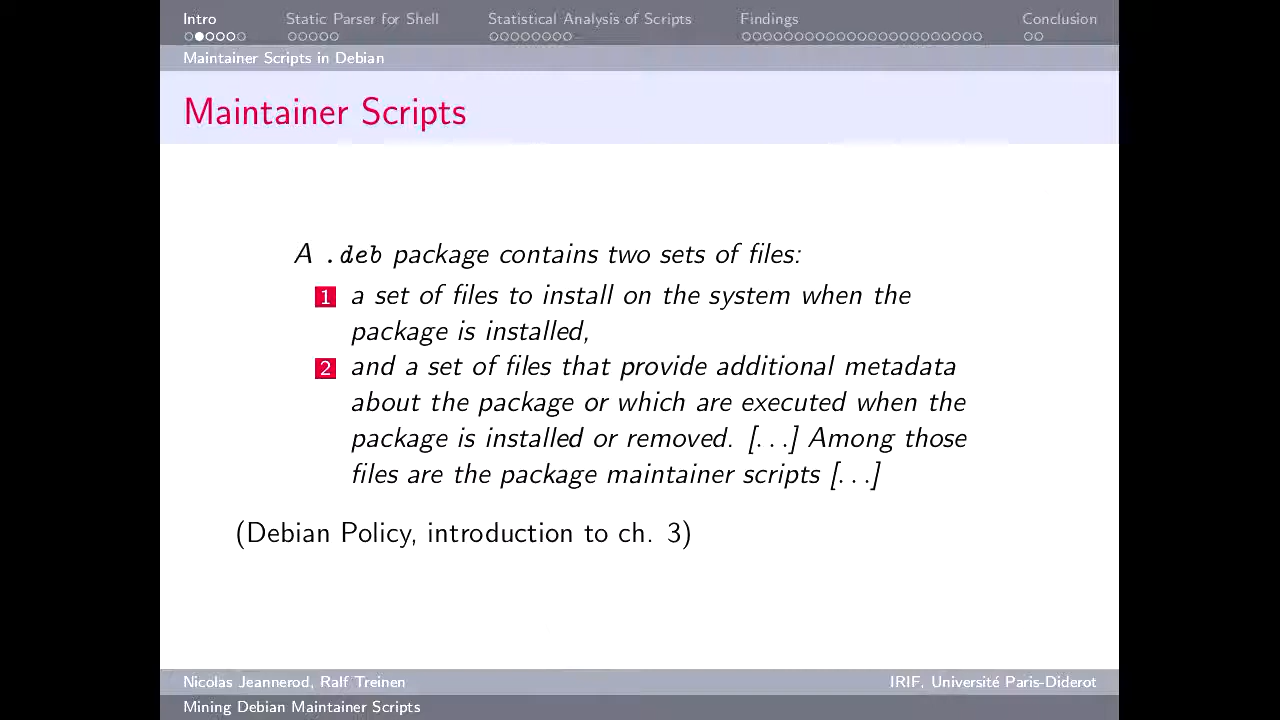 Intro Static Parser for Shell Statistical Analysis of Scripts Findings Conclusion
Maintainer Scripts in Debian
Maintainer Scripts
A .deb package contains two sets of files:
1 a set of files to install on the system when the
package is installed,
2 and a set of files that provide additional metadata
about the package or which are executed when the
package is installed or removed. [...] Among those
files are the package maintainer scripts [...]
(Debian Policy, introduction to ch. 3)
Nicolas Jeannerod, Ralf Treinen IRIF, Université Paris-Diderot
Mining Debian Maintainer Scripts